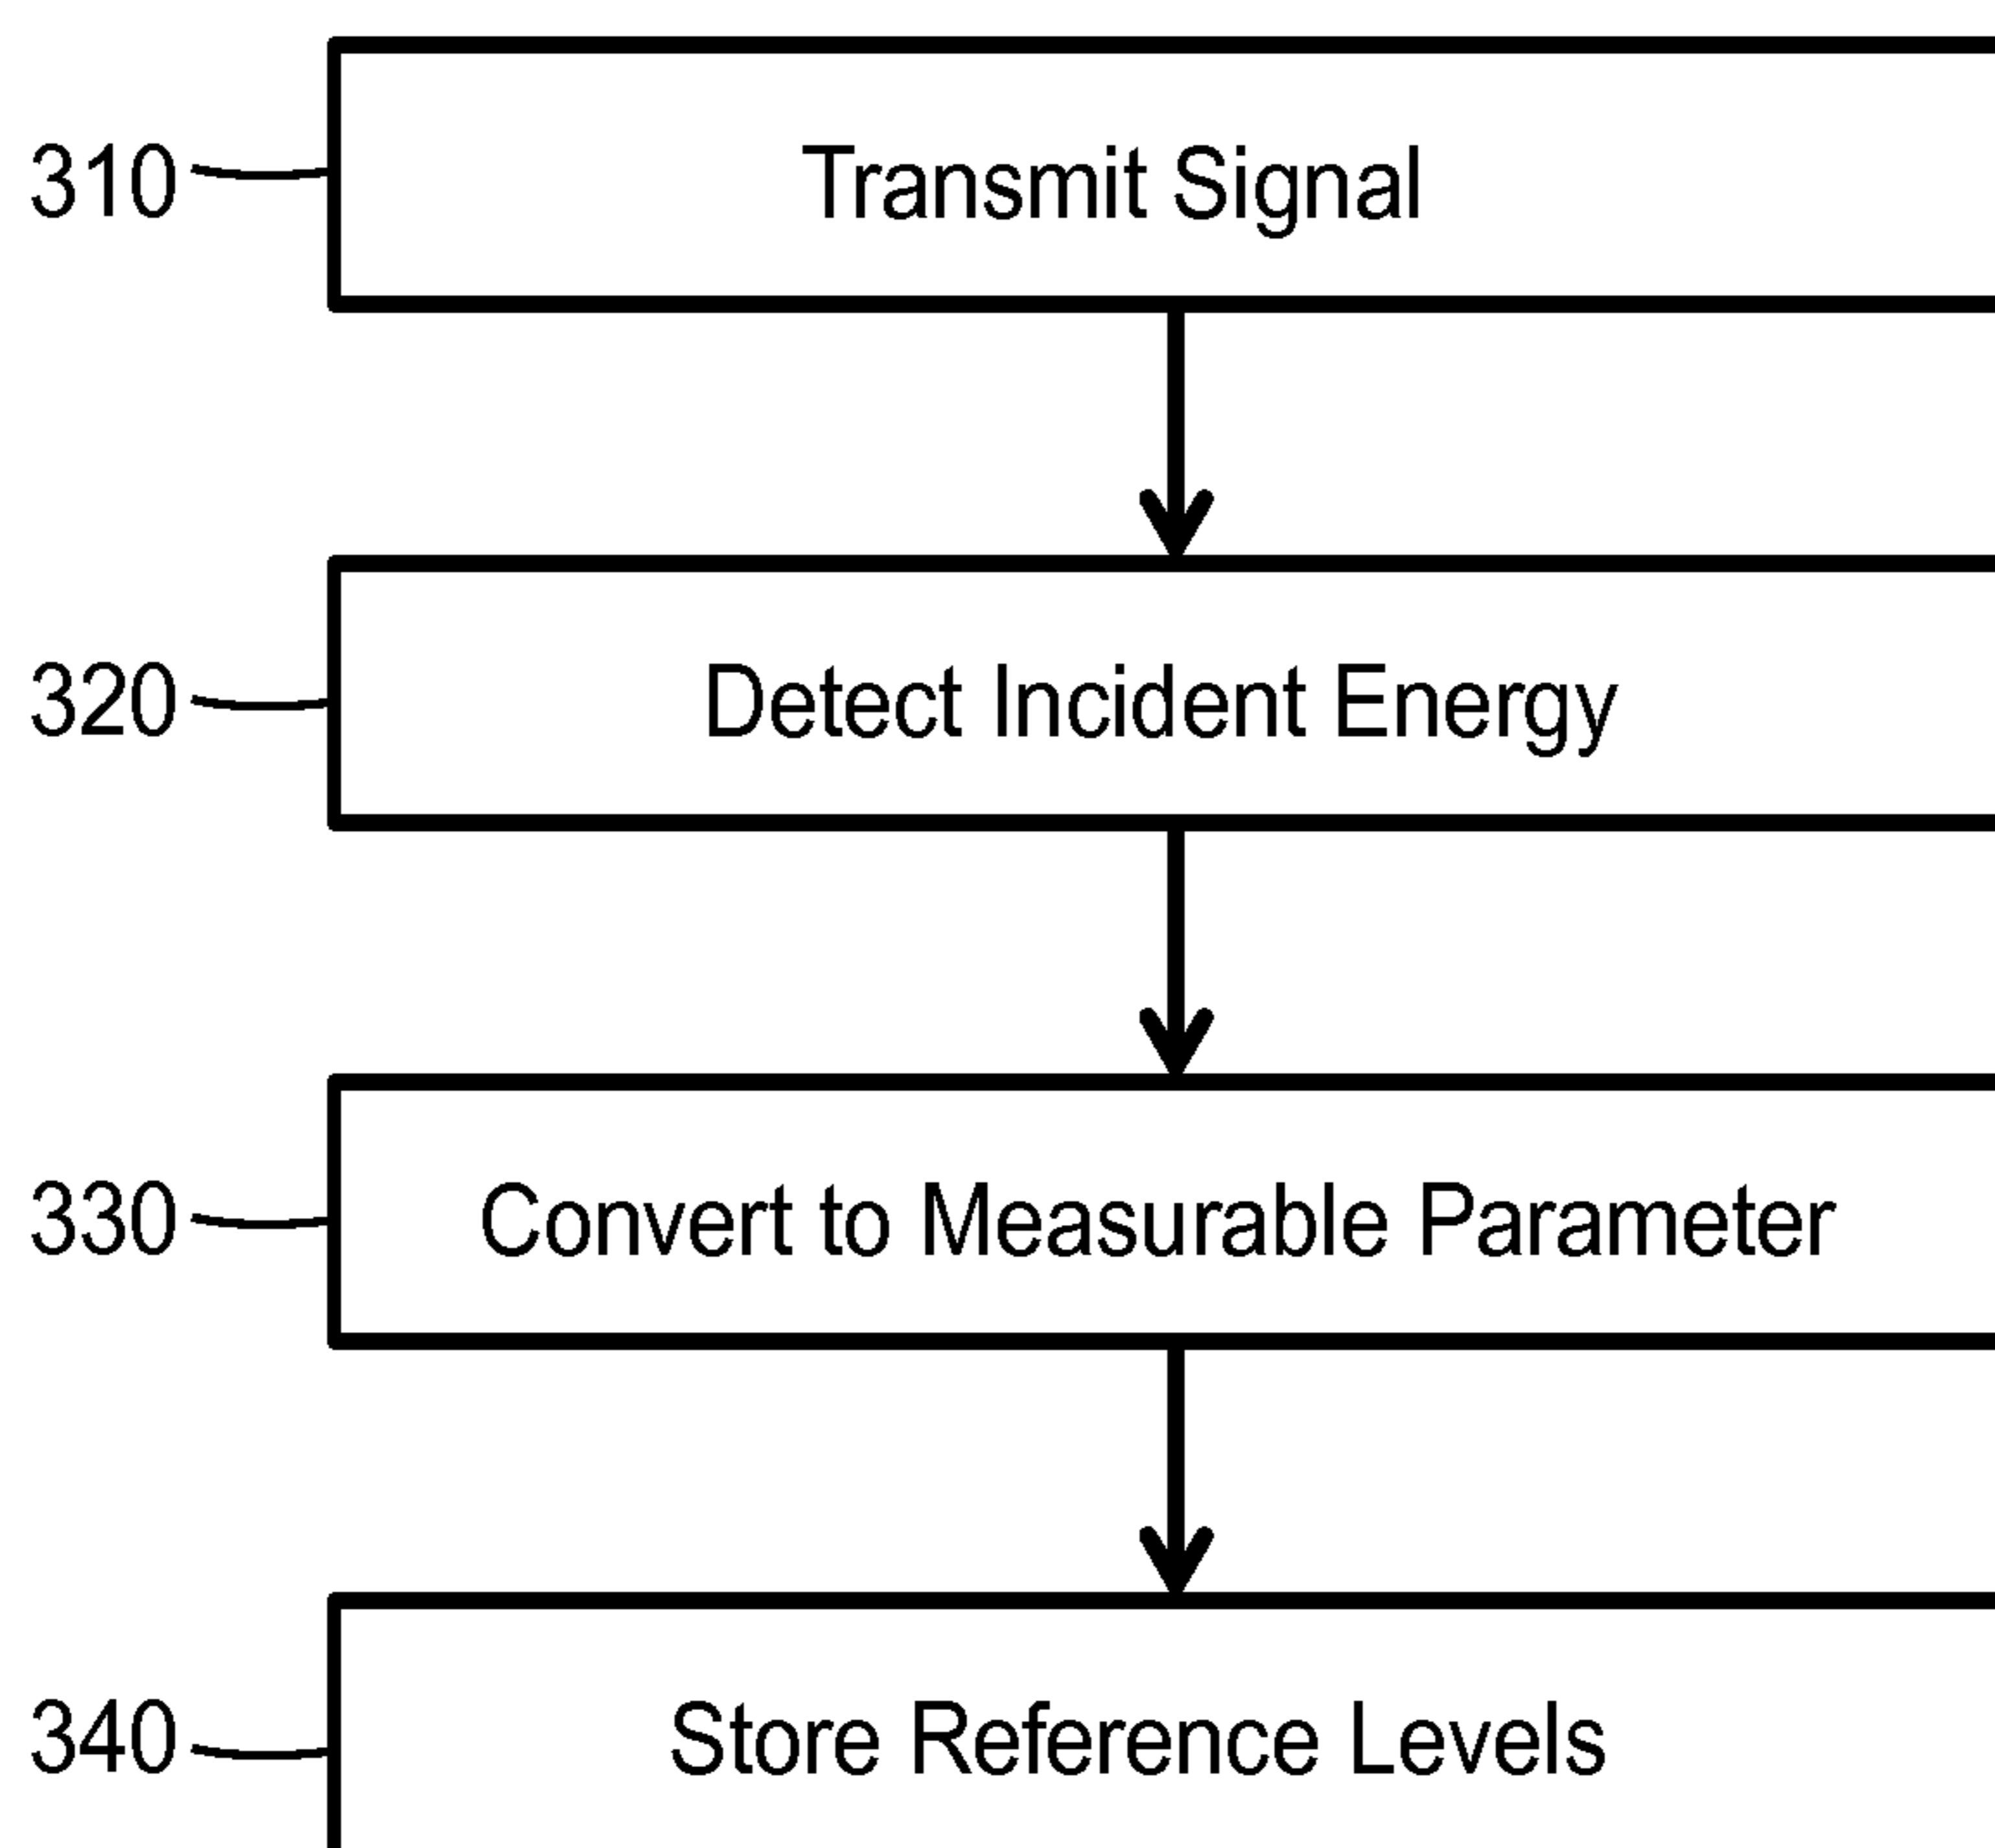 310 Transmit Signal
320 Detect Incident Energy
330 Convert to Measurable Parameter
340 Store Reference Levels